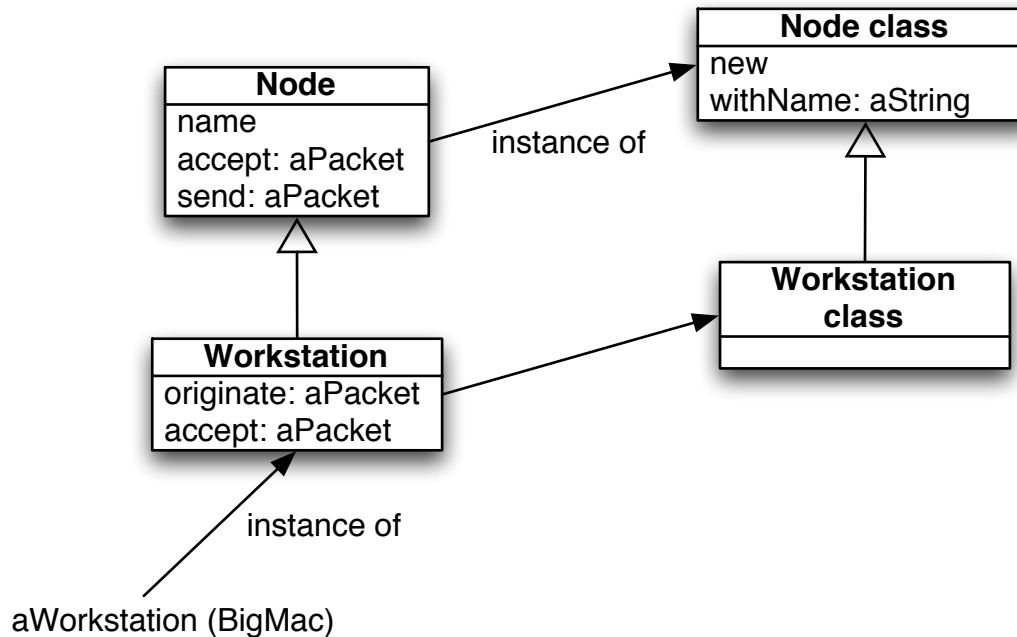 Node class
new
withName: aString
Node
name
accept: aPacket
send: aPacket
instance of
Workstation
class
Workstation
originate: aPacket
accept: aPacket
instance of
aWorkstation (BigMac)